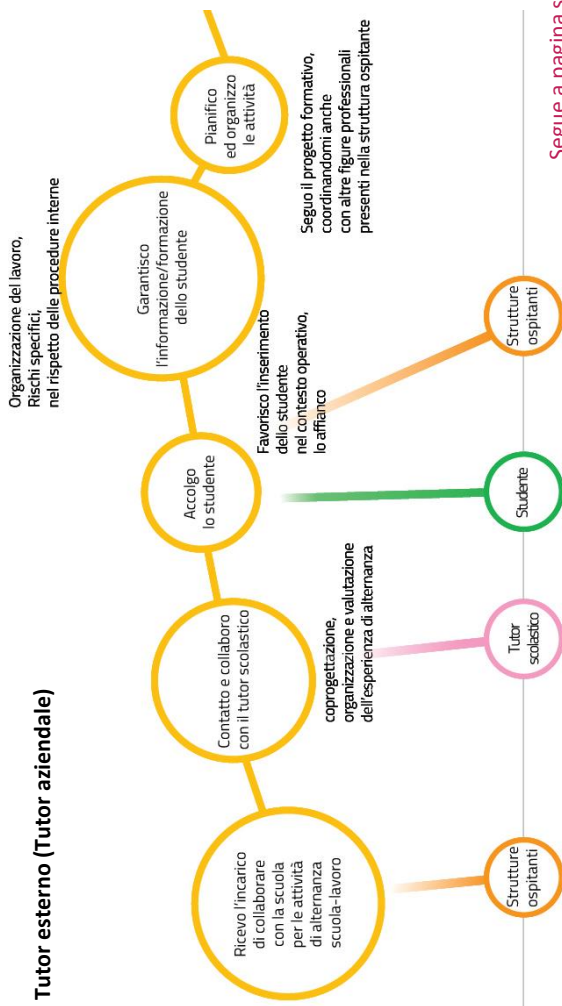 Tutor esterno (Tutor aziendale)
Ricevo l'incarico
di collaborare
con la scuola
per le attività
di alternanza
scuola-lavoro
Contatto e collaboro
con il tutor scolastico
coprogettazione,
organizzazione e valutazione
dell'esperienza di alternanza
Accolgo
lo studente
Favorisco l'inserimento
dello studente
nel contesto operativo,
lo affianco
Organizzazione del lavoro,
Rischi specifici,
nel rispetto delle procedure interne
Garantisco
l'informazione/formazione
dello studente
Pianifico
ed organizzo
le attività
Seguo il progetto formativo,
coordinandomi anche
con altre figure professionali
presenti nella struttura ospitante
Strutture
ospitanti
Tutor
scolastico
Studente
Strutture
ospitanti
Segue a pagina s